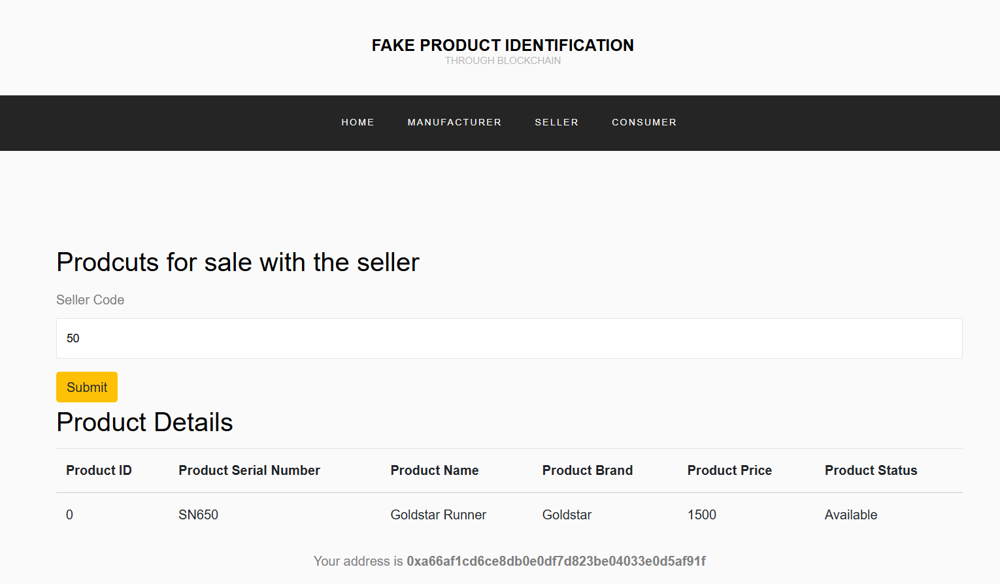 FAKE PRODUCT IDENTIFICATION
THROUGH BLOCKCHAIN
HOME MANUFACTURER SELLER CONSUMER
Prodcuts for sale with the seller
Seller Code
50
Submit
Product Details
Product ID Product Serial Number Product Name Product Brand Product Price Product Status
0 SN650 Goldstar Runner Goldstar 1500 Available
Your address is 0xa66af1cd6ce8db0e0df7d823be04033e0d5af91f